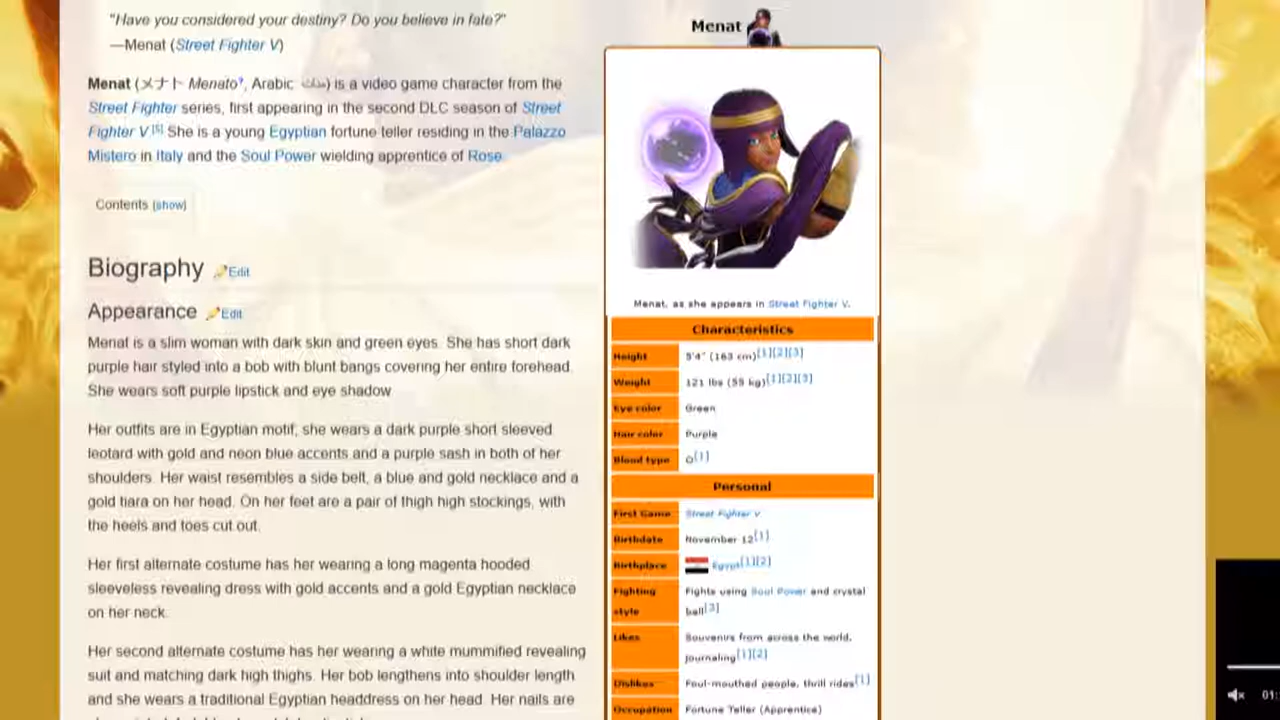 "Have you considered your destiny? Do you believe in fate?"
—Menat (Street Fighter V)
Menat (メナト Menato?, Arabic ) is a video game character from the
Street Fighter series, first appearing in the second DLC season of Street
Fighter V.[5] She is a young Egyptian fortune teller residing in the Palazzo
Mistero in Italy and the Soul Power wielding apprentice of Rose.
Contents [show]
Biography Edit
Appearance Edit
Menat is a slim woman with dark skin and green eyes. She has short dark
purple hair styled into a bob with blunt bangs covering her entire forehead.
She wears soft purple lipstick and eye shadow
Her outfits are in Egyptian motif, she wears a dark purple short sleeved
leotard with gold and neon blue accents and a purple sash in both of her
shoulders. Her waist resembles a side belt, a blue and gold necklace and a
gold tiara on her head. On her feet are a pair of thigh high stockings, with
the heels and toes cut out.
Her first alternate costume has her wearing a long magenta hooded
sleeveless revealing dress with gold accents and a gold Egyptian necklace
on her neck.
Her second alternate costume has her wearing a white mummified revealing
suit and matching dark high thighs. Her bob lengthens into shoulder length
and she wears a traditional Egyptian headdress on her head. Her nails are
Menat
Menat, as she appears in Street Fighter V.
Characteristics
Height 5'4" (163 cm)[1][2][3]
Weight 121 lbs (55 kg)[1][2][3]
Eye color Green
Hair color Purple
Blood type O[1]
Personal
First Game Street Fighter V
Birthdate November 12[1]
Birthplace Egypt[1][2]
Fighting style Fights using Soul Power and crystal
ball[3]
Likes Souvenirs from across the world,
journaling[1][2]
Dislikes Foul-mouthed people, thrill rides[1]
Occupation Fortune Teller (Apprentice)
01: